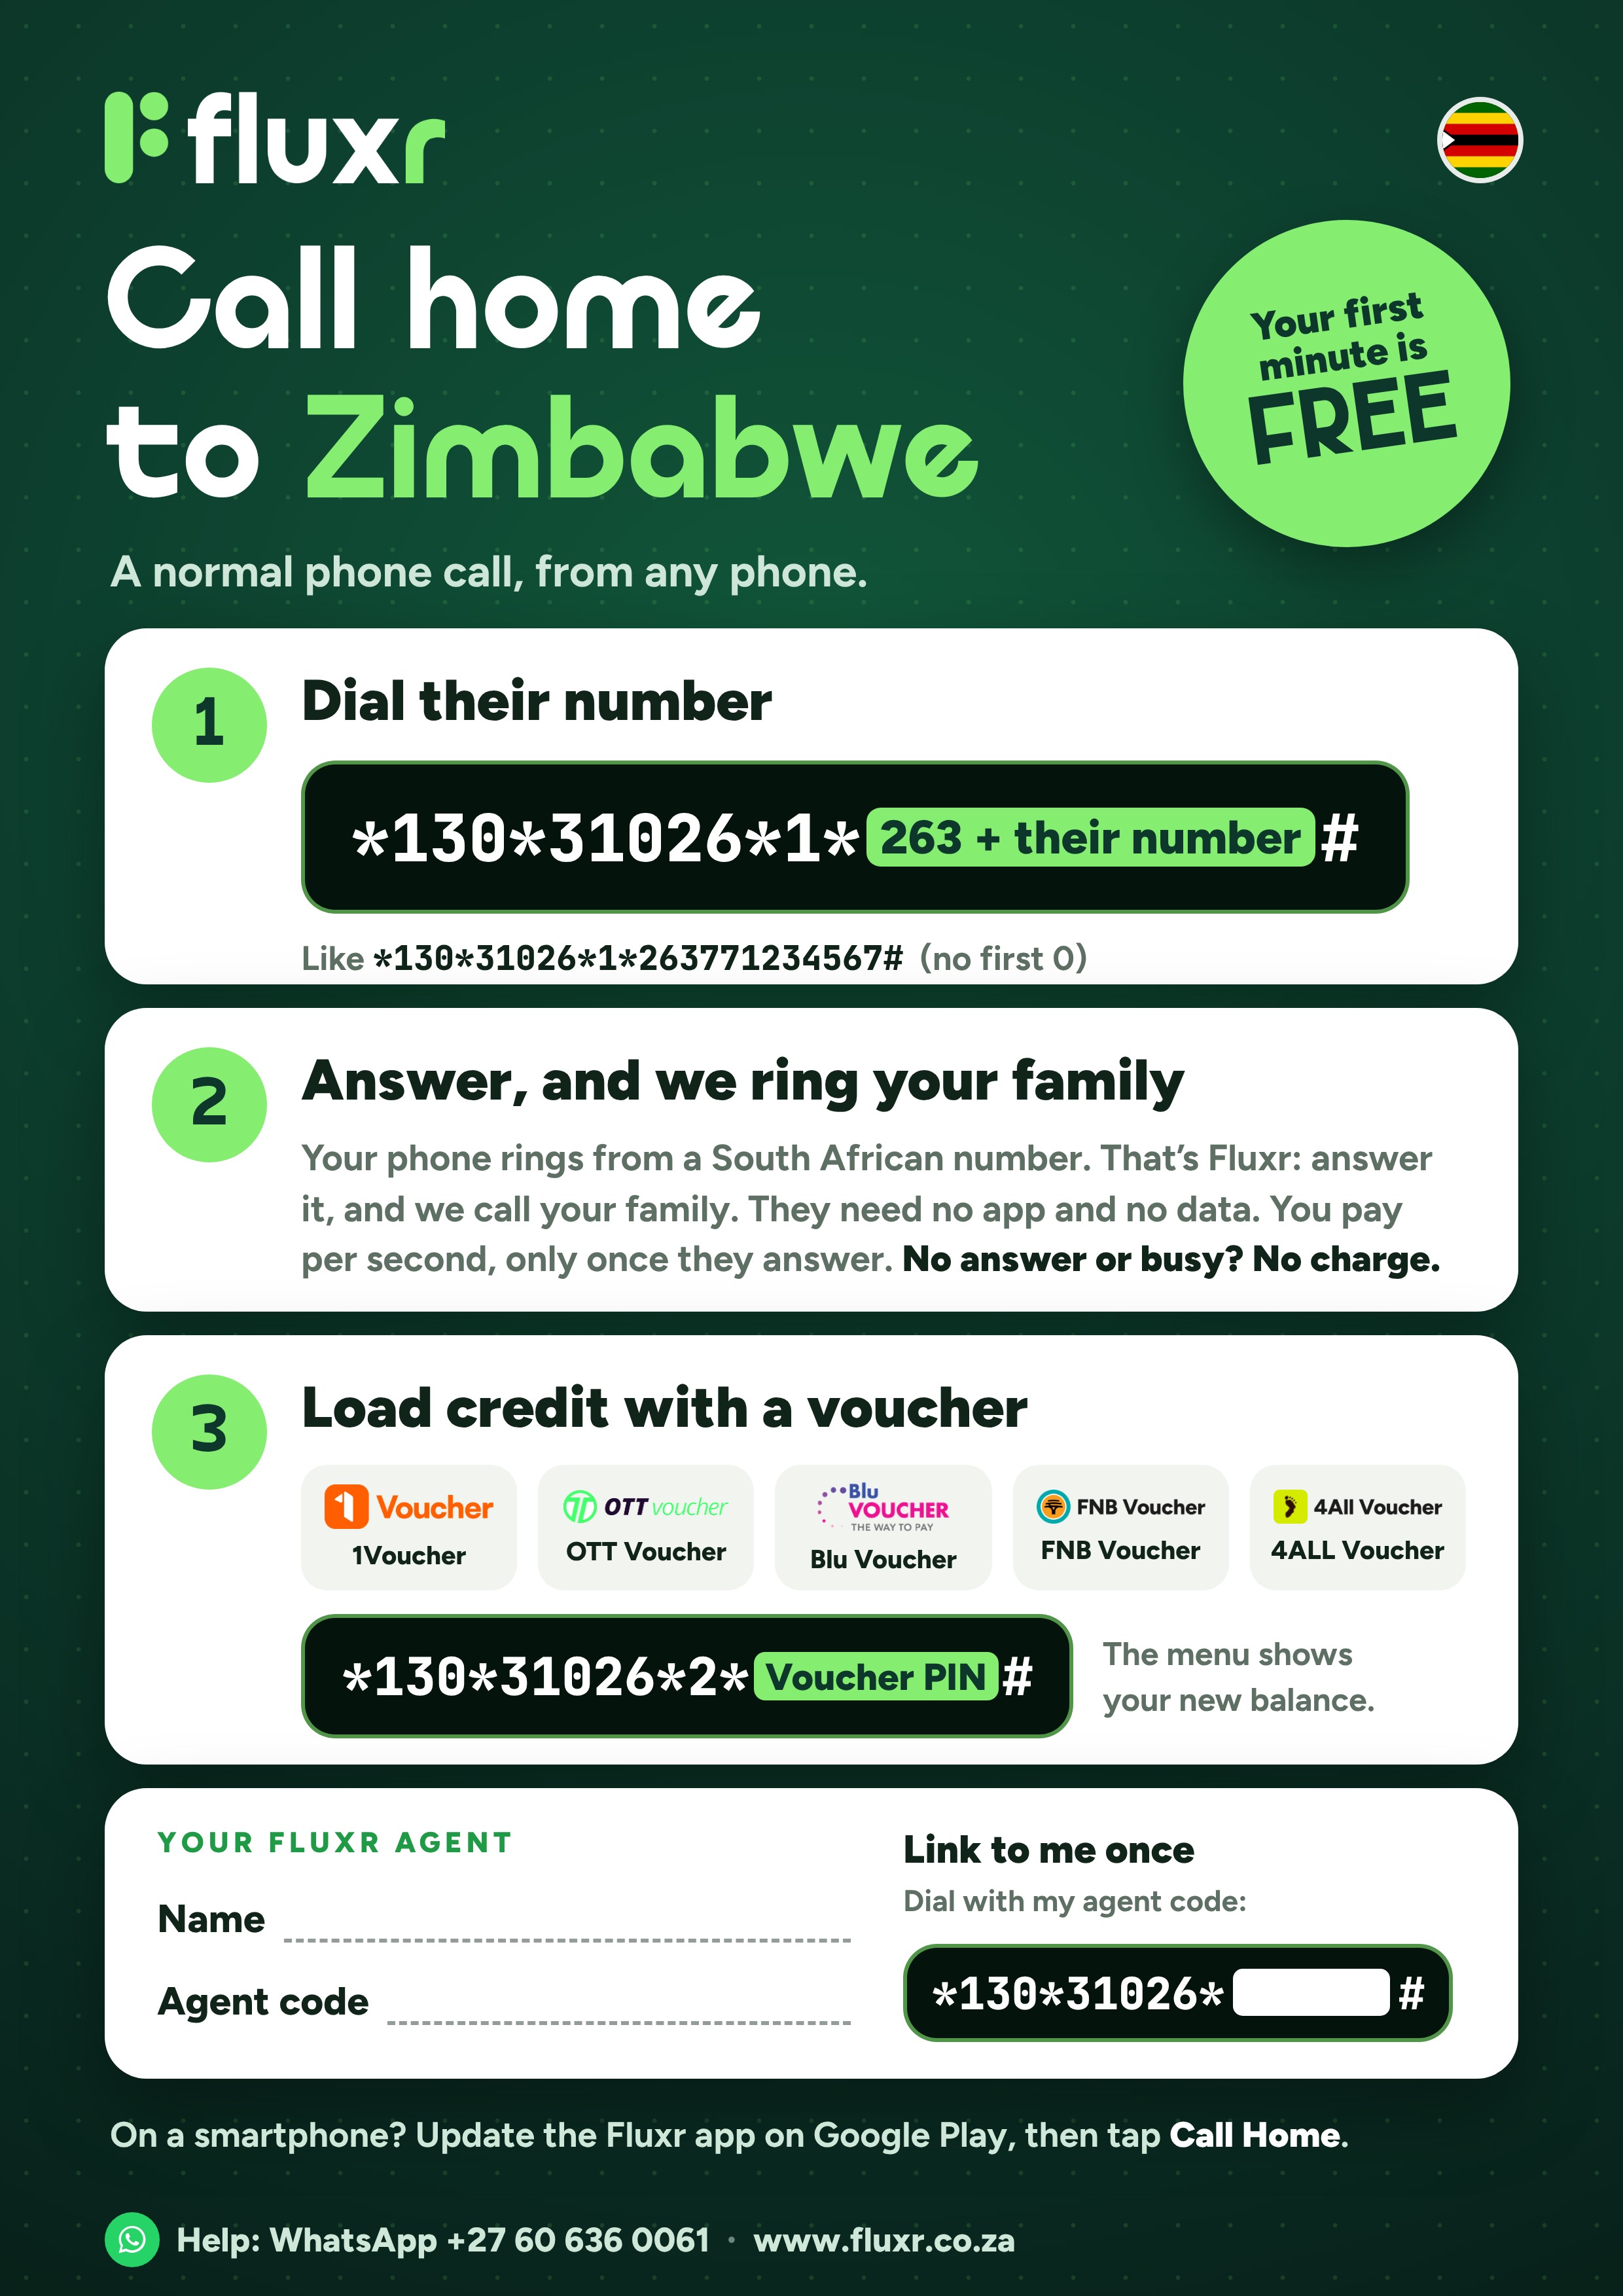 fluxr
Call home
to Zimbabwe
Your first
minute is
FREE
A normal phone call, from any phone.
1
Dial their number
*130*31026*1*263 + their number#
Like *130*31026*1*263771234567# (no first 0)
2
Answer, and we ring your family
Your phone rings from a South African number. That’s Fluxr: answer
it, and we call your family. They need no app and no data. You pay
per second, only once they answer. No answer or busy? No charge.
3
Load credit with a voucher
1 Voucher
1Voucher
OTT voucher
OTT Voucher
Blu
VOUCHER
THE WAY TO PAY
Blu Voucher
FNB Voucher
FNB Voucher
4All Voucher
4ALL Voucher
*130*31026*2*Voucher PIN#
The menu shows
your new balance.
YOUR FLUXR AGENT
Name
Agent code
Link to me once
Dial with my agent code:
*130*31026* #
On a smartphone? Update the Fluxr app on Google Play, then tap Call Home.
Help: WhatsApp +27 60 636 0061 • www.fluxr.co.za